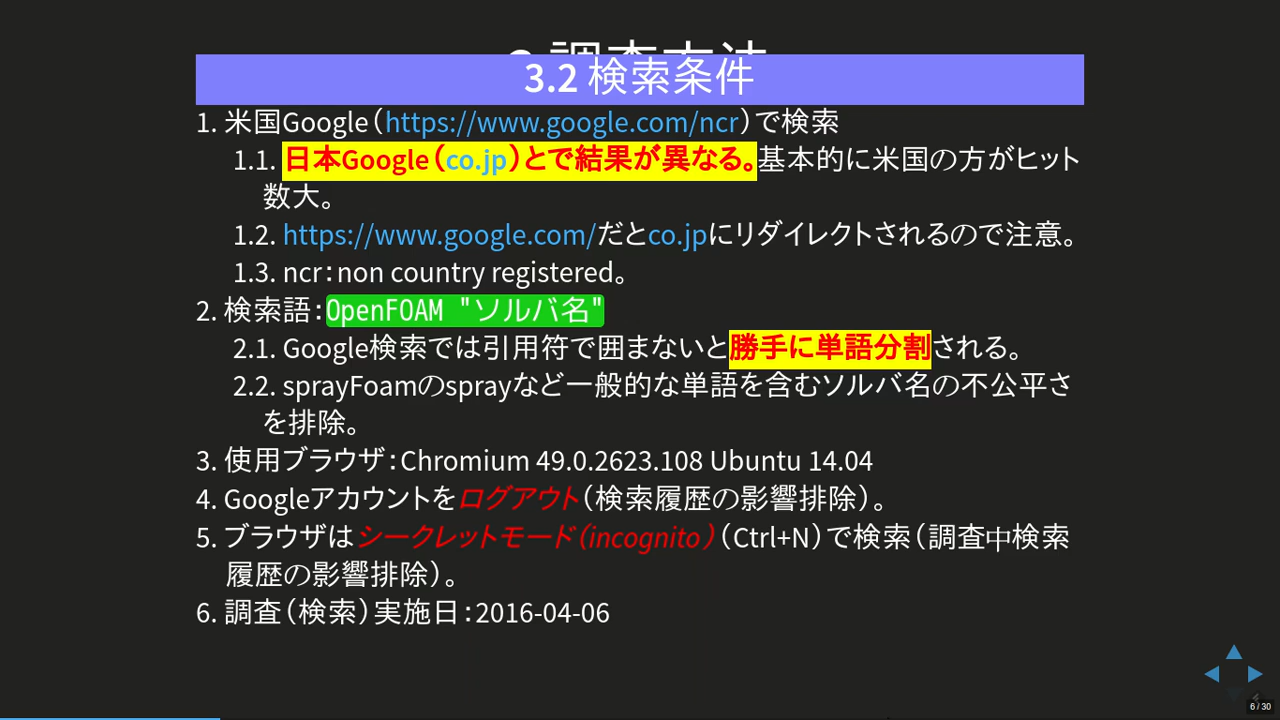 3.2 検索条件
1. 米国Google（https://www.google.com/ncr）で検索
1.1. 日本Google（co.jp）とで結果が異なる。基本的に米国の方がヒット
数大。
1.2. https://www.google.com/だとco.jpにリダイレクトされるので注意。
1.3. ncr：non country registered。
2. 検索語：OpenFOAM "ソルバ名"
2.1. Google検索では引用符で囲まないと勝手に単語分割される。
2.2. sprayFoamのsprayなど一般的な単語を含むソルバ名の不公平さ
を排除。
3. 使用ブラウザ：Chromium 49.0.2623.108 Ubuntu 14.04
4. Googleアカウントをログアウト（検索履歴の影響排除）。
5. ブラウザはシークレットモード（incognito）（Ctrl+N）で検索（調査中検索
履歴の影響排除）。
6. 調査（検索）実施日：2016-04-06
6 / 30